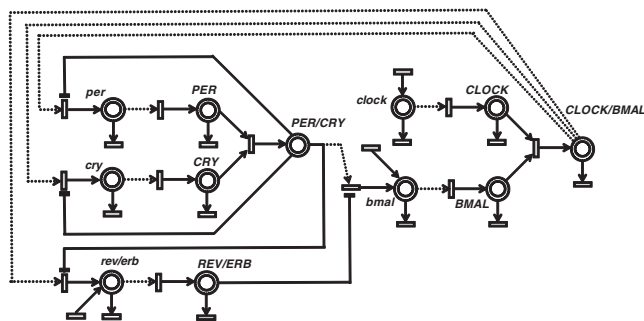 per
PER
PER/CRY
cry
CRY
clock
CLOCK
CLOCK/BMAL
bmal
BMAL
rev/erb
REV/ERB